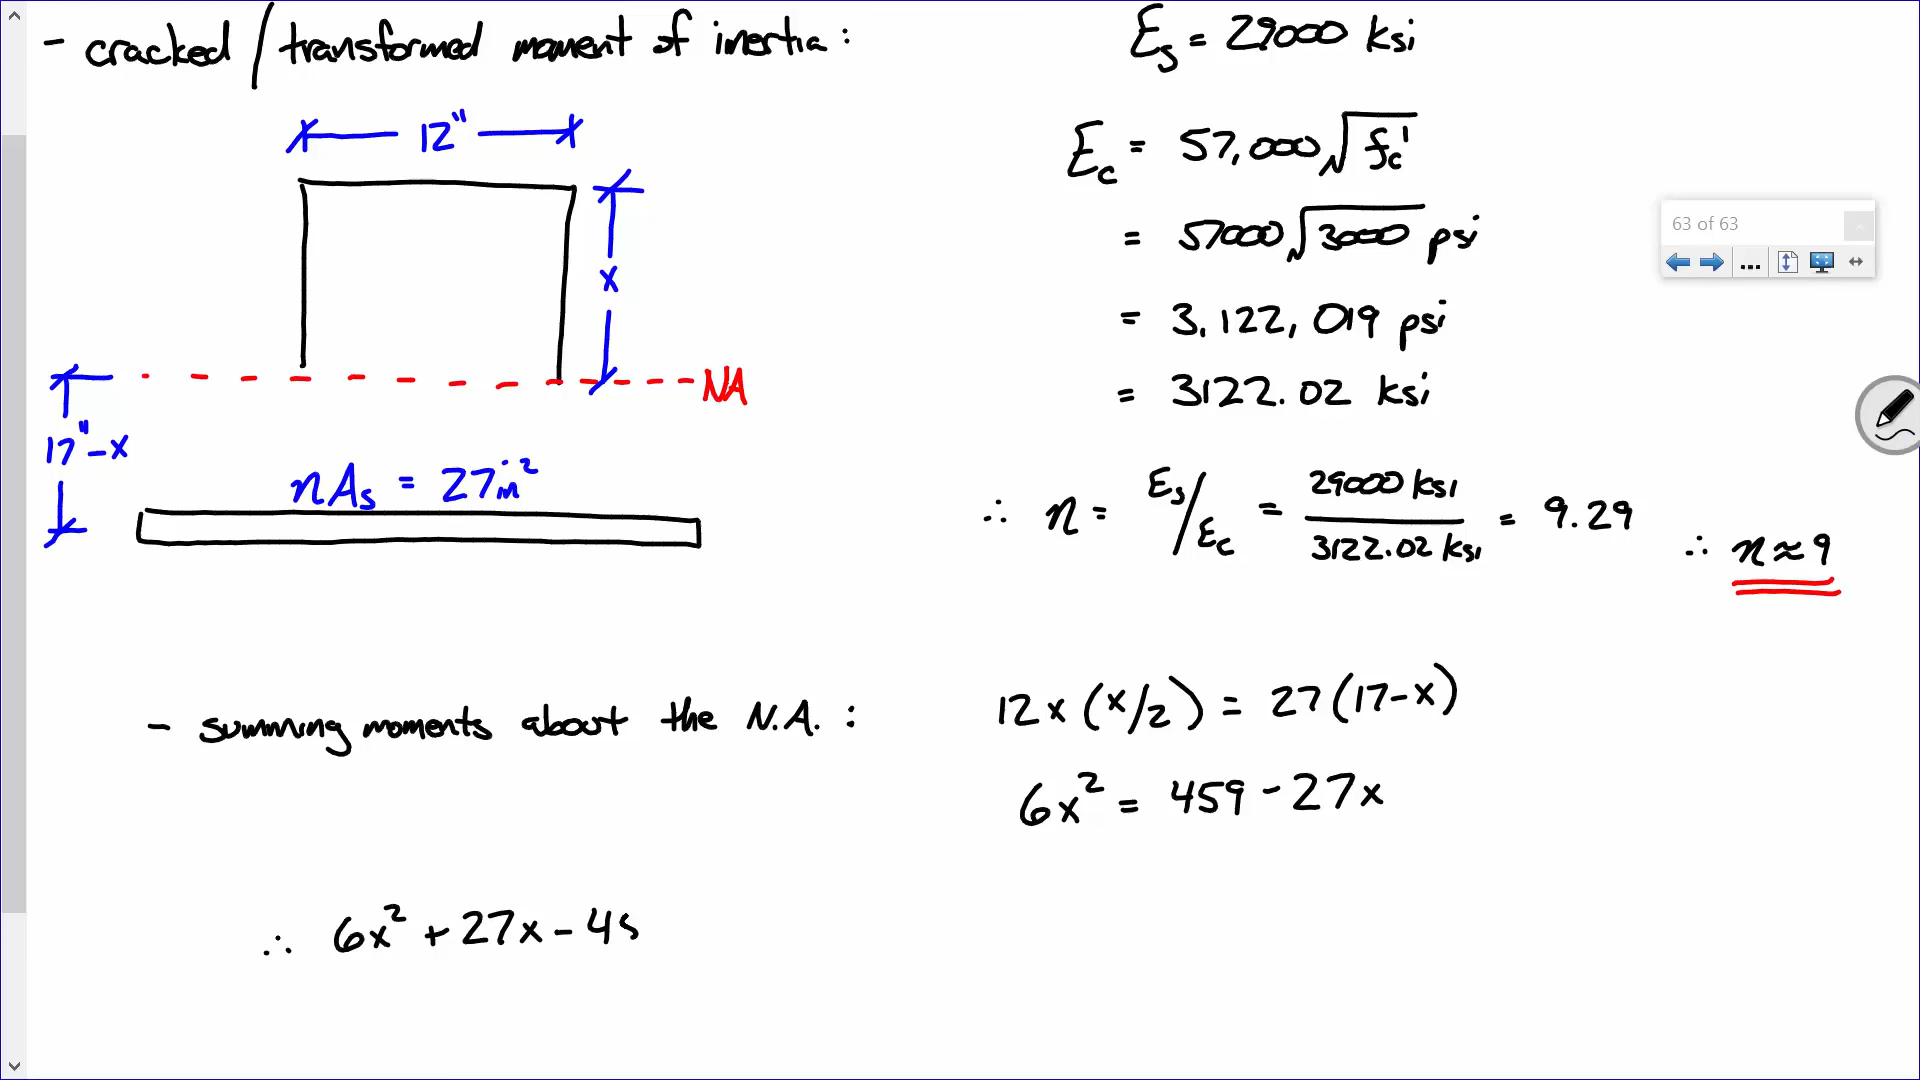 - cracked / transformed moment of inertia :
12"
x
NA
17" - x
nAs = 27 in²
Es = 29000 ksi
Ec = 57,000 √fc'
= 57000 √3000 psi
= 3,122,019 psi
= 3122.02 ksi
∴ n = Es/Ec = 29000 ksi / 3122.02 ksi = 9.29
∴ n ≈ 9
63 of 63
- summing moments about the N.A. :
12x (x/2) = 27 (17-x)
6x² = 459 - 27x
∴ 6x² + 27x - 45